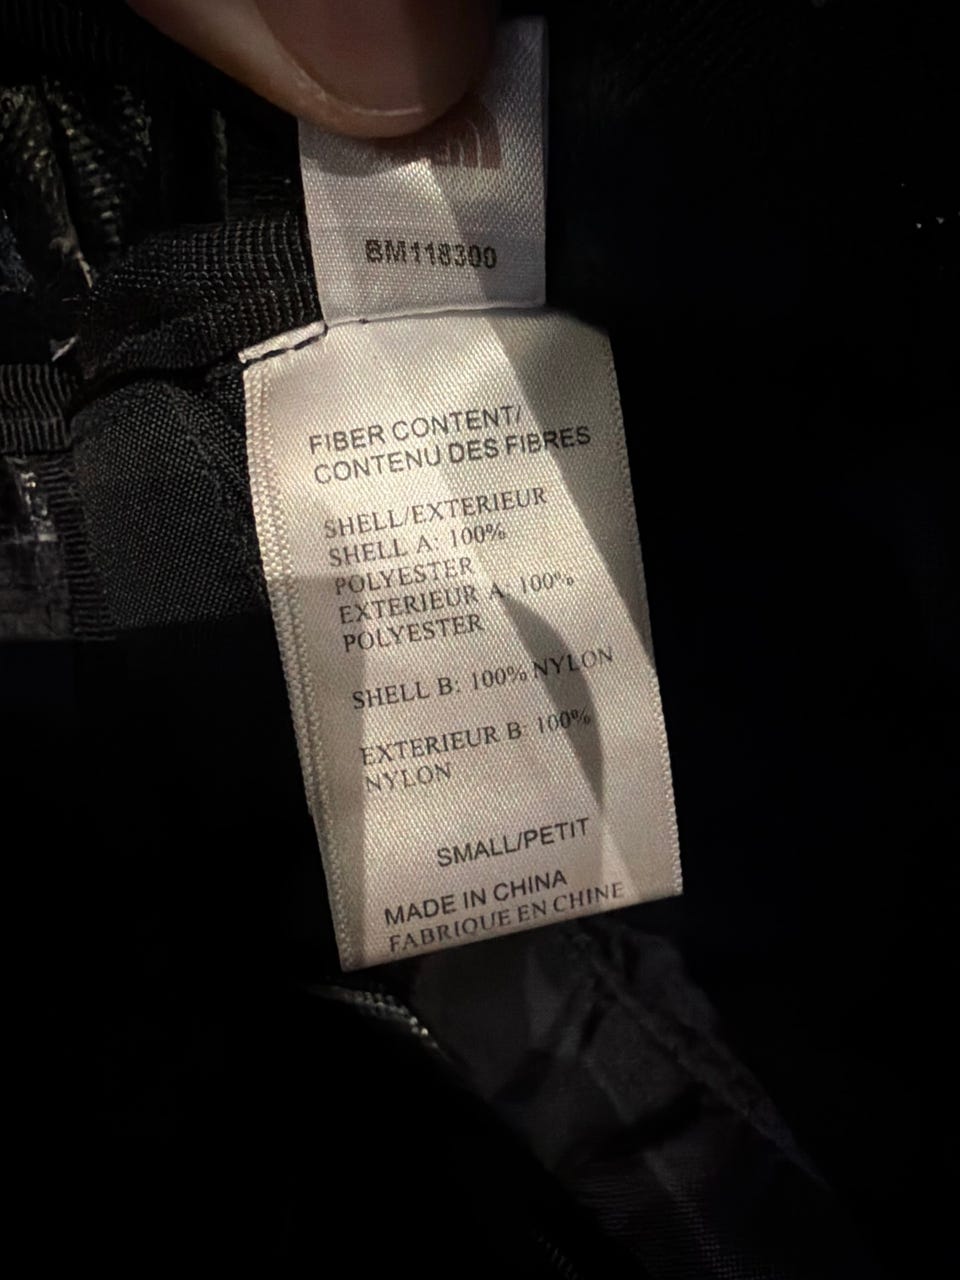 BM118300
FIBER CONTENT/
CONTENU DES FIBRES
SHELL/EXTERIEUR
SHELL A: 100%
POLYESTER
EXTERIEUR A: 100%
POLYESTER
SHELL B: 100% NYLON
EXTERIEUR B: 100%
NYLON
SMALL/PETIT
MADE IN CHINA
FABRIQUE EN CHINE